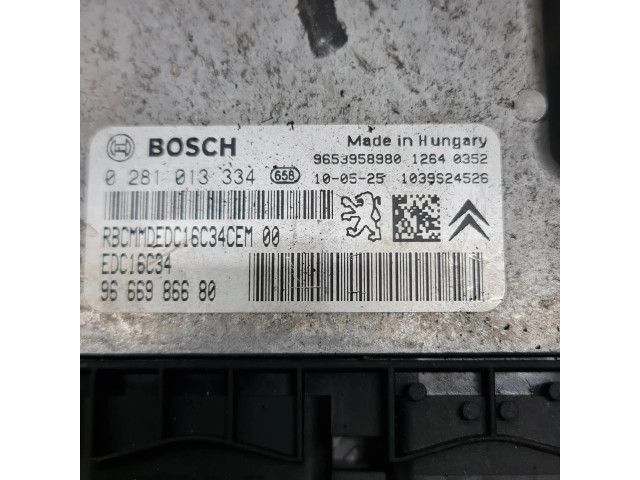 BOSCH
Made in Hungary
9653958980 1264 0352
0 281 013 334 658 10-05-25 1039S24526
RBCMMDEDC16C34CEM 00
EDC16C34
96 669 866 80